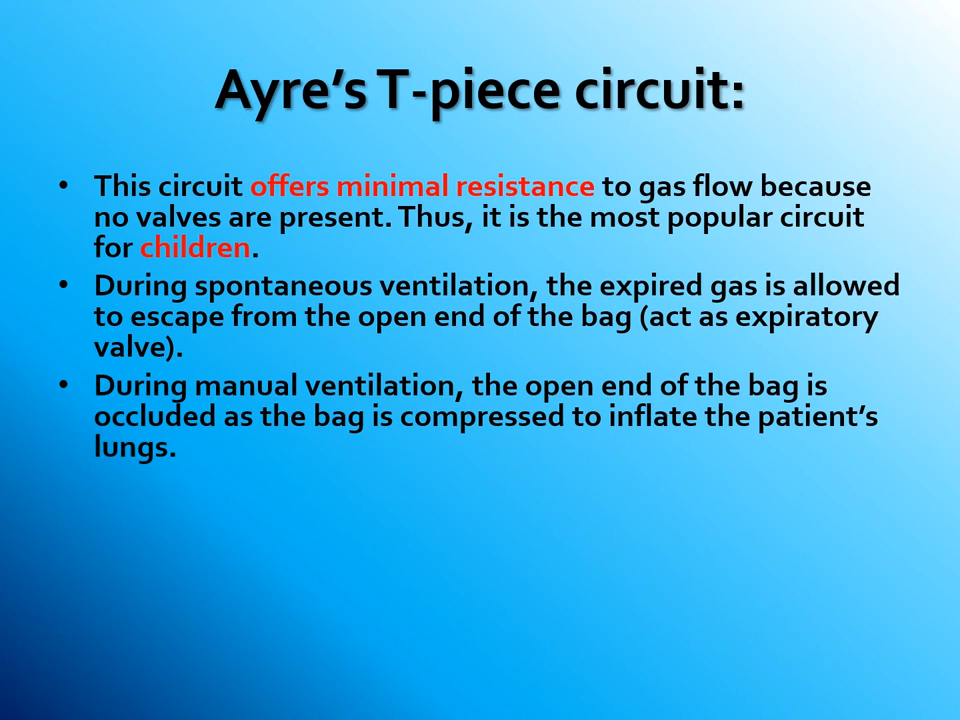 Ayre’s T-piece circuit:
• This circuit offers minimal resistance to gas flow because
no valves are present. Thus, it is the most popular circuit
for children.
• During spontaneous ventilation, the expired gas is allowed
to escape from the open end of the bag (act as expiratory
valve).
• During manual ventilation, the open end of the bag is
occluded as the bag is compressed to inflate the patient’s
lungs.